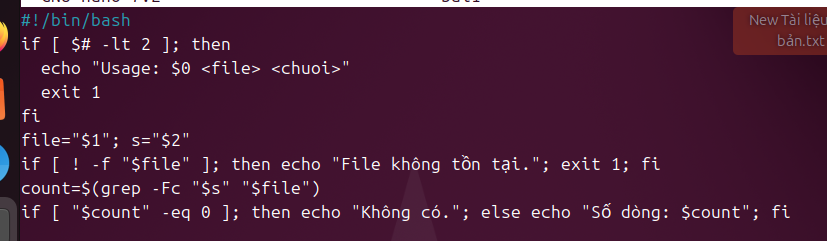 #!/bin/bash
if [ $# -lt 2 ]; then
  echo "Usage: $0 <file> <chuoi>"
  exit 1
fi
file="$1"; s="$2"
if [ ! -f "$file" ]; then echo "File không tồn tại."; exit 1; fi
count=$(grep -Fc "$s" "$file")
if [ "$count" -eq 0 ]; then echo "Không có."; else echo "Số dòng: $count"; fi
New Tài liệu
bản.txt